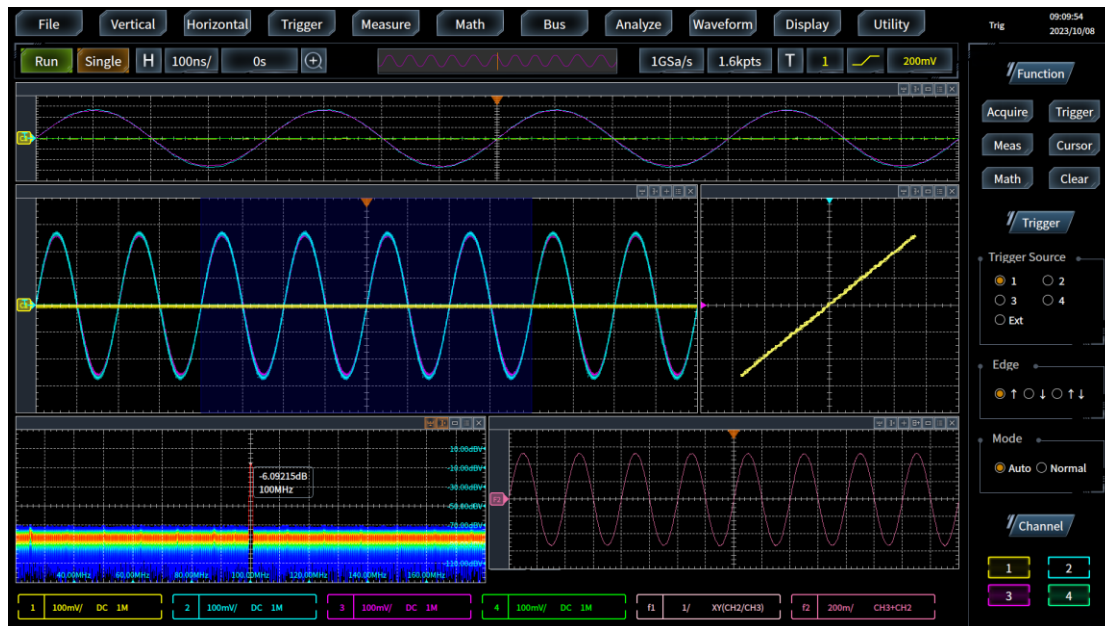 File Vertical Horizontal Trigger Measure Math Bus Analyze Waveform Display Utility Trig 09:09:54
2023/10/08
Run Single H 100ns/ 0s 1GSa/s 1.6kpts T 1 200mV
Function
Acquire Trigger
Meas Cursor
Math Clear
Trigger
Trigger Source
1 2
3 4
Ext
Edge
↑ ↓ ↑↓
Mode
Auto Normal
Channel
1 2
3 4
10.00dBV
-10.00dBV
-30.00dBV
-50.00dBV
-70.00dBV
-110.00dBV
-6.09215dB
100MHz
40.00MHz 60.00MHz 80.00MHz 100.00MHz 120.00MHz 140.00MHz 160.00MHz
F2
1 100mV/ DC 1M 2 100mV/ DC 1M 3 100mV/ DC 1M 4 100mV/ DC 1M f1 1/ XY(CH2/CH3) f2 200m/ CH3+CH2